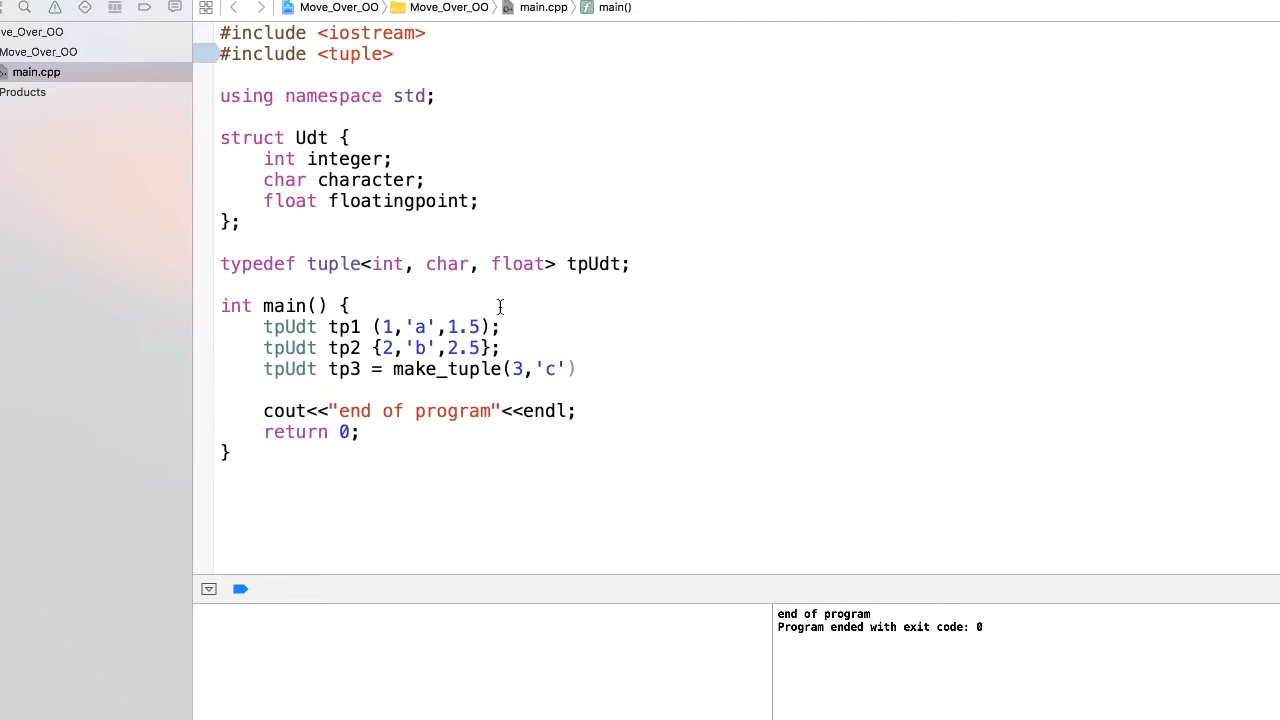 Move_Over_OO Move_Over_OO main.cpp main()
ve_Over_OO
Move_Over_OO
main.cpp
Products
#include <iostream>
#include <tuple>
using namespace std;
struct Udt {
int integer;
char character;
float floatingpoint;
};
typedef tuple<int, char, float> tpUdt;
int main() {
tpUdt tp1 (1,'a',1.5);
tpUdt tp2 {2,'b',2.5};
tpUdt tp3 = make_tuple(3,'c')
cout<<"end of program"<<endl;
return 0;
}
end of program
Program ended with exit code: 0